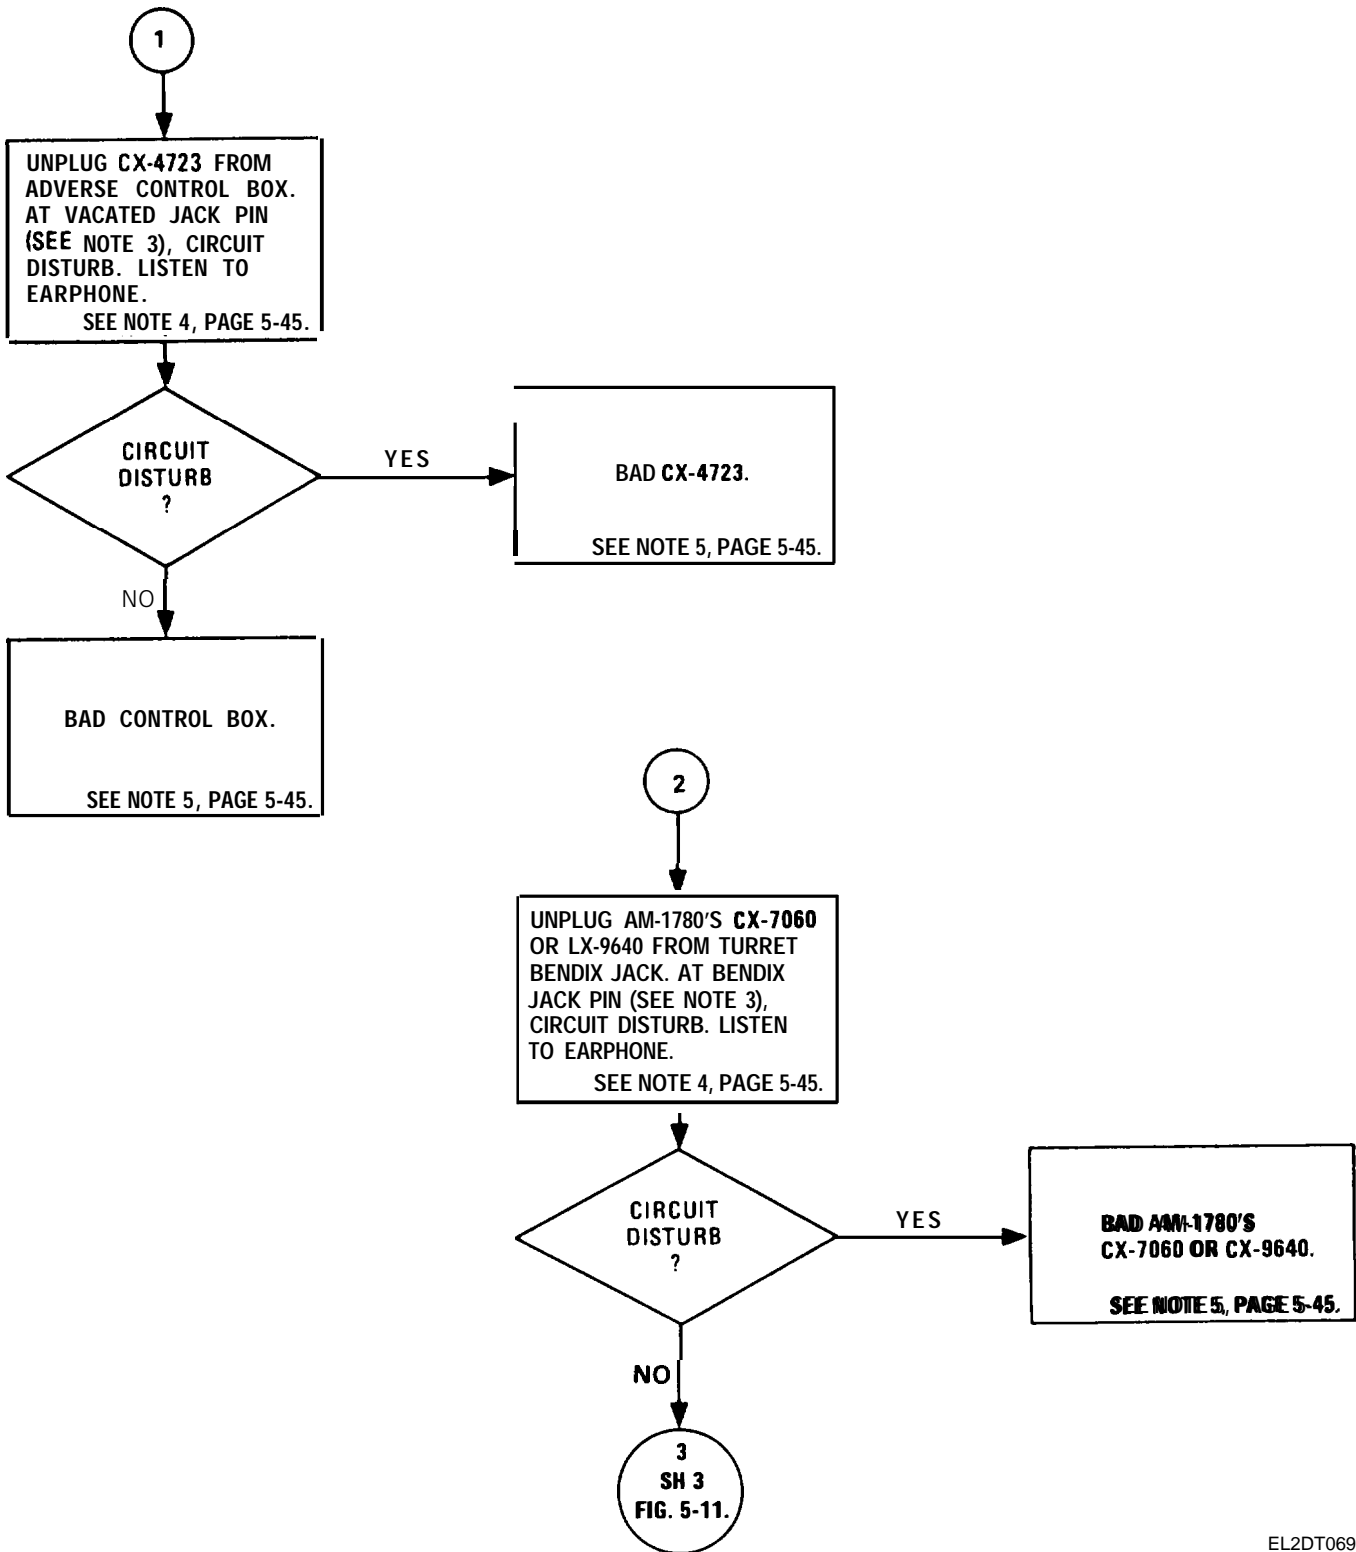 1
UNPLUG CX-4723 FROM
ADVERSE CONTROL BOX.
AT VACATED JACK PIN
(SEE NOTE 3), CIRCUIT
DISTURB. LISTEN TO
EARPHONE.
SEE NOTE 4, PAGE 5-45.
CIRCUIT
DISTURB
?
YES
BAD CX-4723.
SEE NOTE 5, PAGE 5-45.
NO
BAD CONTROL BOX.
SEE NOTE 5, PAGE 5-45.
2
UNPLUG AM-1780'S CX-7060
OR LX-9640 FROM TURRET
BENDIX JACK. AT BENDIX
JACK PIN (SEE NOTE 3),
CIRCUIT DISTURB. LISTEN
TO EARPHONE.
SEE NOTE 4, PAGE 5-45.
CIRCUIT
DISTURB
?
YES
BAD AM-1780'S
CX-7060 OR CX-9640.
SEE NOTE 5, PAGE 5-45.
NO
3
SH 3
FIG. 5-11.
EL2DT069